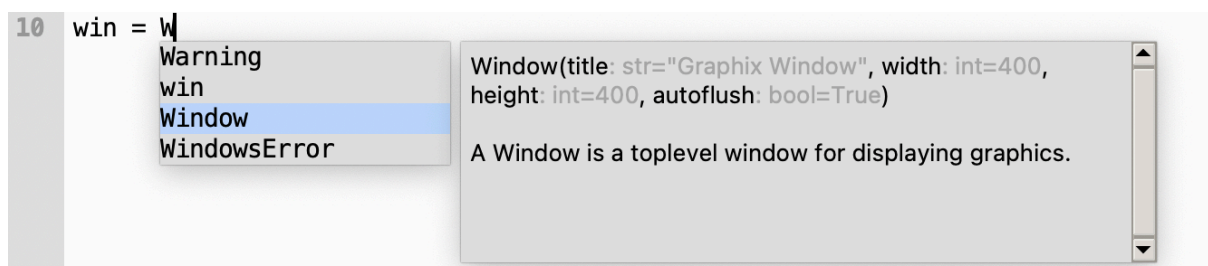 10 win = W
Warning
win
Window
WindowsError
Window(title: str="Graphix Window", width: int=400,
height: int=400, autoflush: bool=True)
A Window is a toplevel window for displaying graphics.